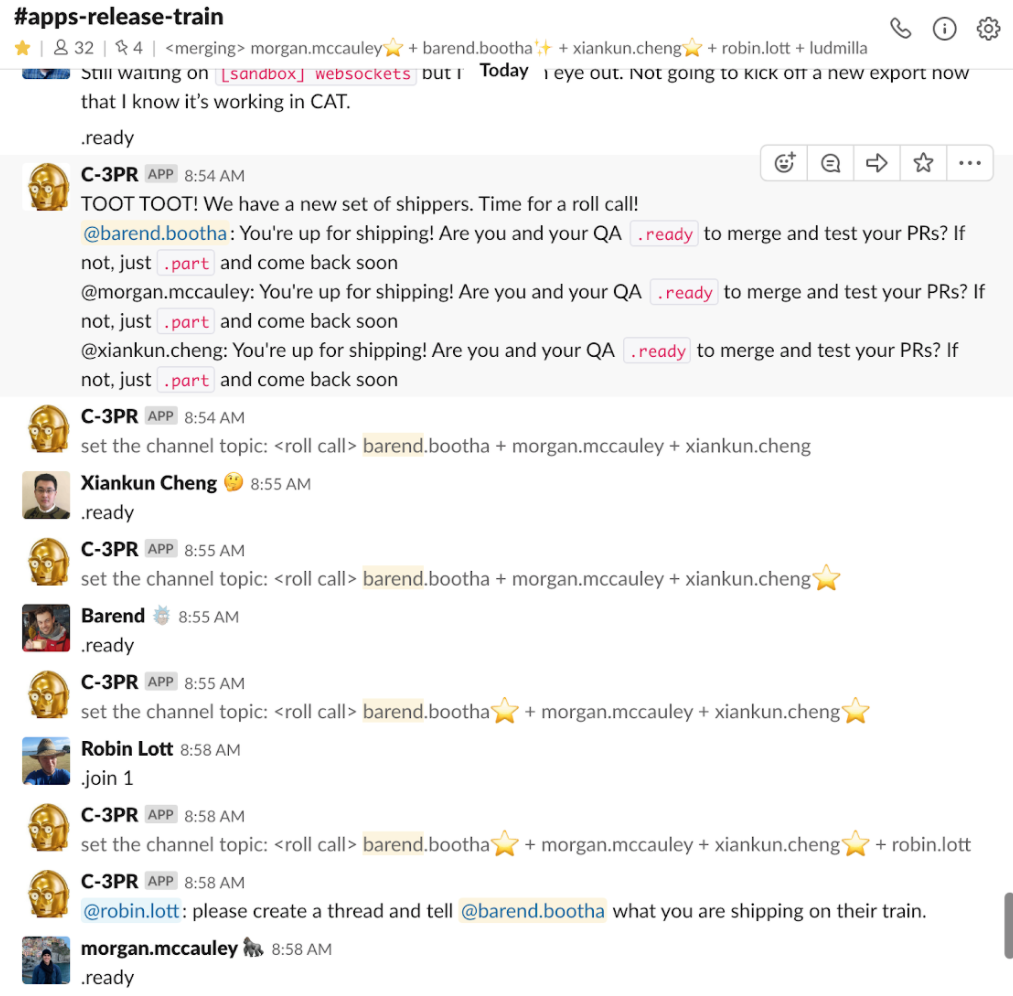 #apps-release-train
32 | 4 | <merging> morgan.mccauley⭐ + barend.bootha✨ + xiankun.cheng⭐ + robin.lott + ludmilla
Still waiting on [sandbox] Websockets but I Today eye out. Not going to kick off a new export now
that I know it’s working in CAT.
.ready
C-3PR APP 8:54 AM
TOOT TOOT! We have a new set of shippers. Time for a roll call!
@barend.bootha: You're up for shipping! Are you and your QA .ready to merge and test your PRs? If
not, just .part and come back soon
@morgan.mccauley: You're up for shipping! Are you and your QA .ready to merge and test your PRs? If
not, just .part and come back soon
@xiankun.cheng: You're up for shipping! Are you and your QA .ready to merge and test your PRs? If
not, just .part and come back soon
C-3PR APP 8:54 AM
set the channel topic: <roll call> barend.bootha + morgan.mccauley + xiankun.cheng
Xiankun Cheng 🤔 8:55 AM
.ready
C-3PR APP 8:55 AM
set the channel topic: <roll call> barend.bootha + morgan.mccauley + xiankun.cheng⭐
Barend 8:55 AM
.ready
C-3PR APP 8:55 AM
set the channel topic: <roll call> barend.bootha⭐ + morgan.mccauley + xiankun.cheng⭐
Robin Lott 8:58 AM
.join 1
C-3PR APP 8:58 AM
set the channel topic: <roll call> barend.bootha⭐ + morgan.mccauley + xiankun.cheng⭐ + robin.lott
C-3PR APP 8:58 AM
@robin.lott: please create a thread and tell @barend.bootha what you are shipping on their train.
morgan.mccauley 🦍 8:58 AM
.ready